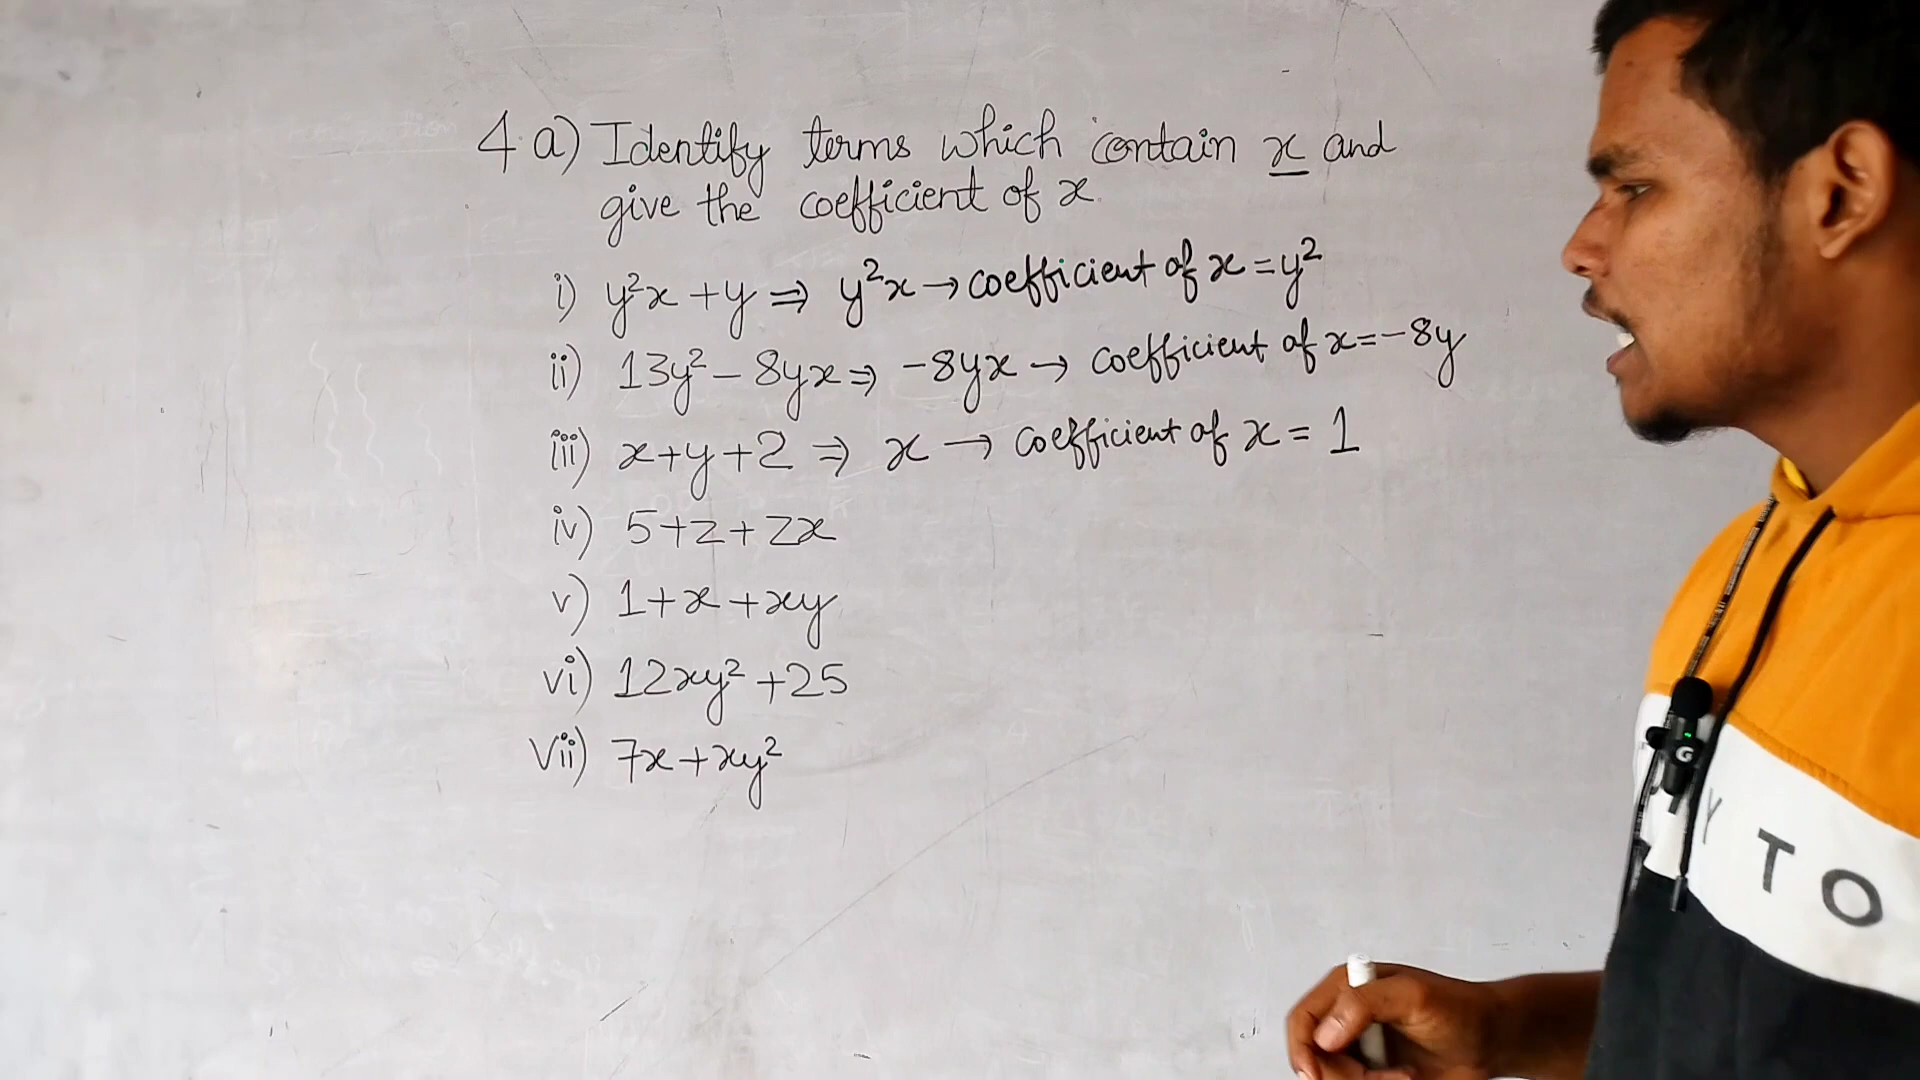 4. a) Identify terms which contain x and
give the coefficient of x.
i) y²x + y ⇒ y²x → coefficient of x = y²
ii) 13y² - 8yx ⇒ -8yx → coefficient of x = -8y
iii) x + y + 2 ⇒ x → coefficient of x = 1
iv) 5 + z + zx
v) 1 + x + xy
vi) 12xy² + 25
vii) 7x + xy²
G
Y TO